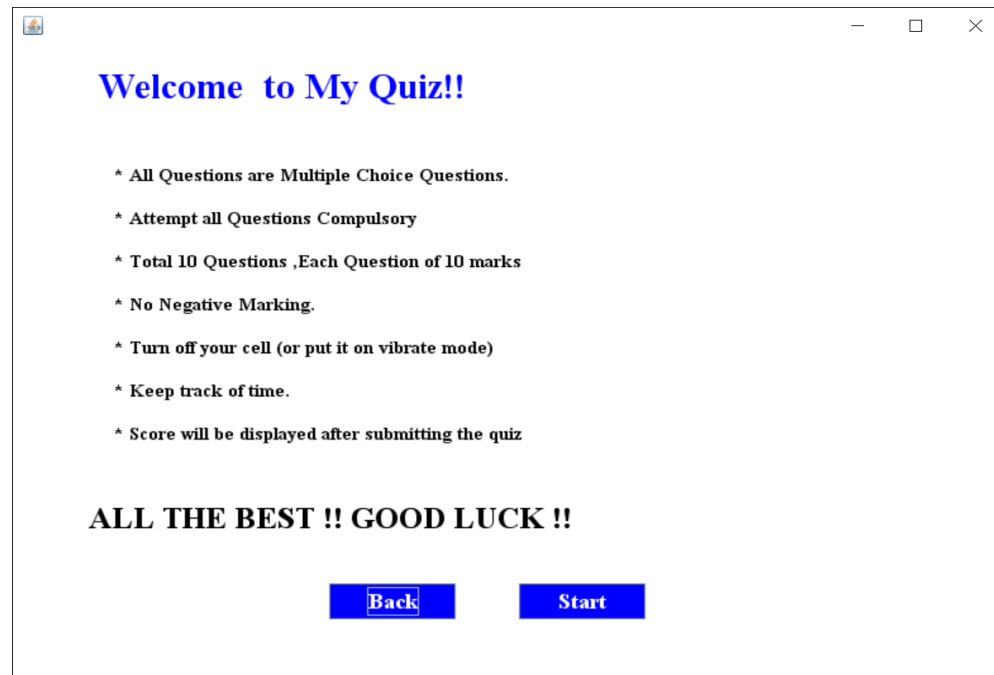 Welcome  to My Quiz!!
* All Questions are Multiple Choice Questions.
* Attempt all Questions Compulsory
* Total 10 Questions ,Each Question of 10 marks
* No Negative Marking.
* Turn off your cell (or put it on vibrate mode)
* Keep track of time.
* Score will be displayed after submitting the quiz
ALL THE BEST !! GOOD LUCK !!
Back Start